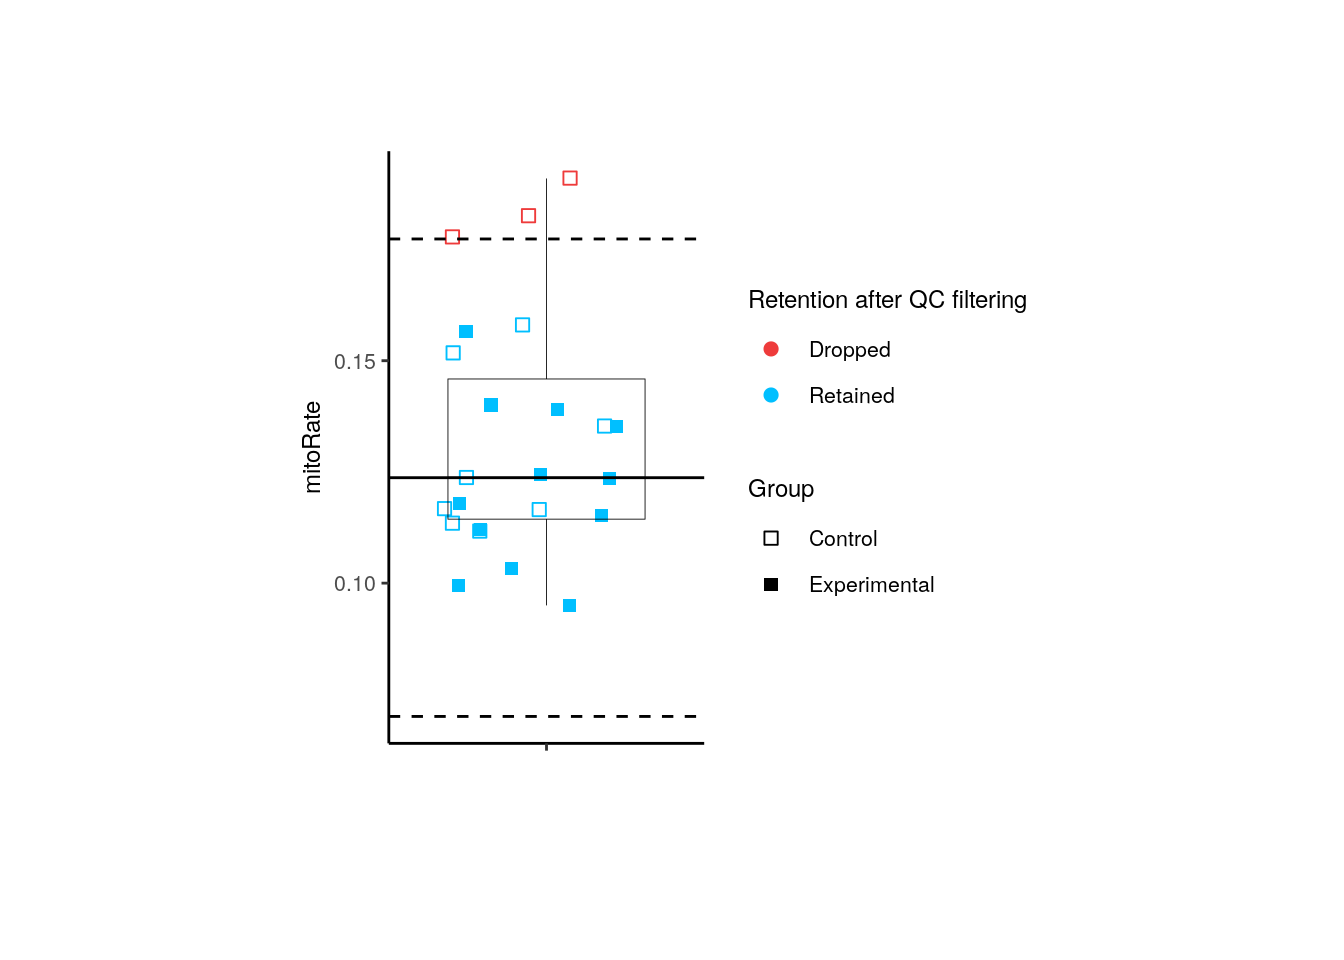 mitoRate
0.15
0.10
Retention after QC filtering
Dropped
Retained
Group
Control
Experimental